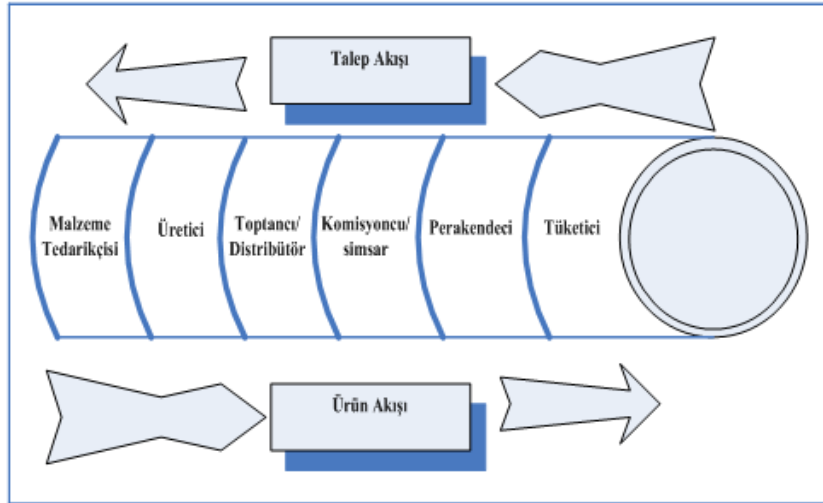 Talep Akışı
Malzeme
Tedarikçisi
Üretici
Toptancı/
Distribütör
Komisyoncu/
simsar
Perakendeci
Tüketici
Ürün Akışı